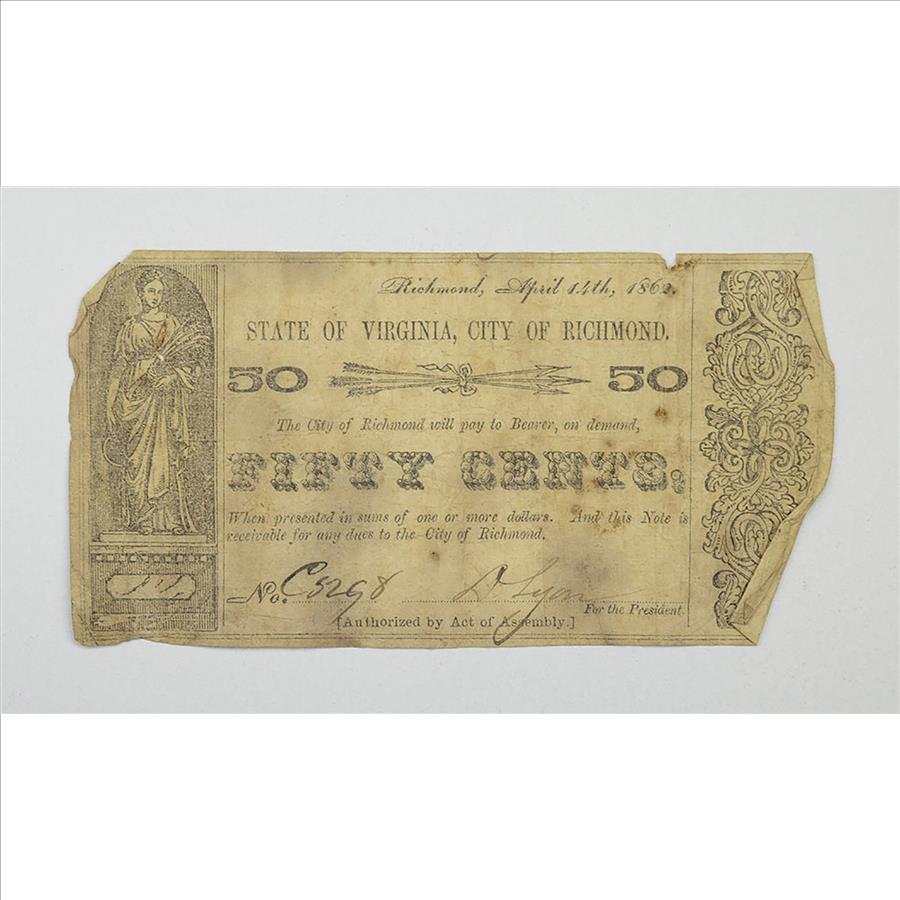 Richmond, April 14th, 1862.
STATE OF VIRGINIA, CITY OF RICHMOND.
50 50
The City of Richmond will pay to Bearer, on demand,
FIFTY CENTS,
When presented in sums of one or more dollars. And this Note is
receivable for any dues to the City of Richmond.
No. C5298 D Lyon
For the President.
[Authorized by Act of Assembly.]